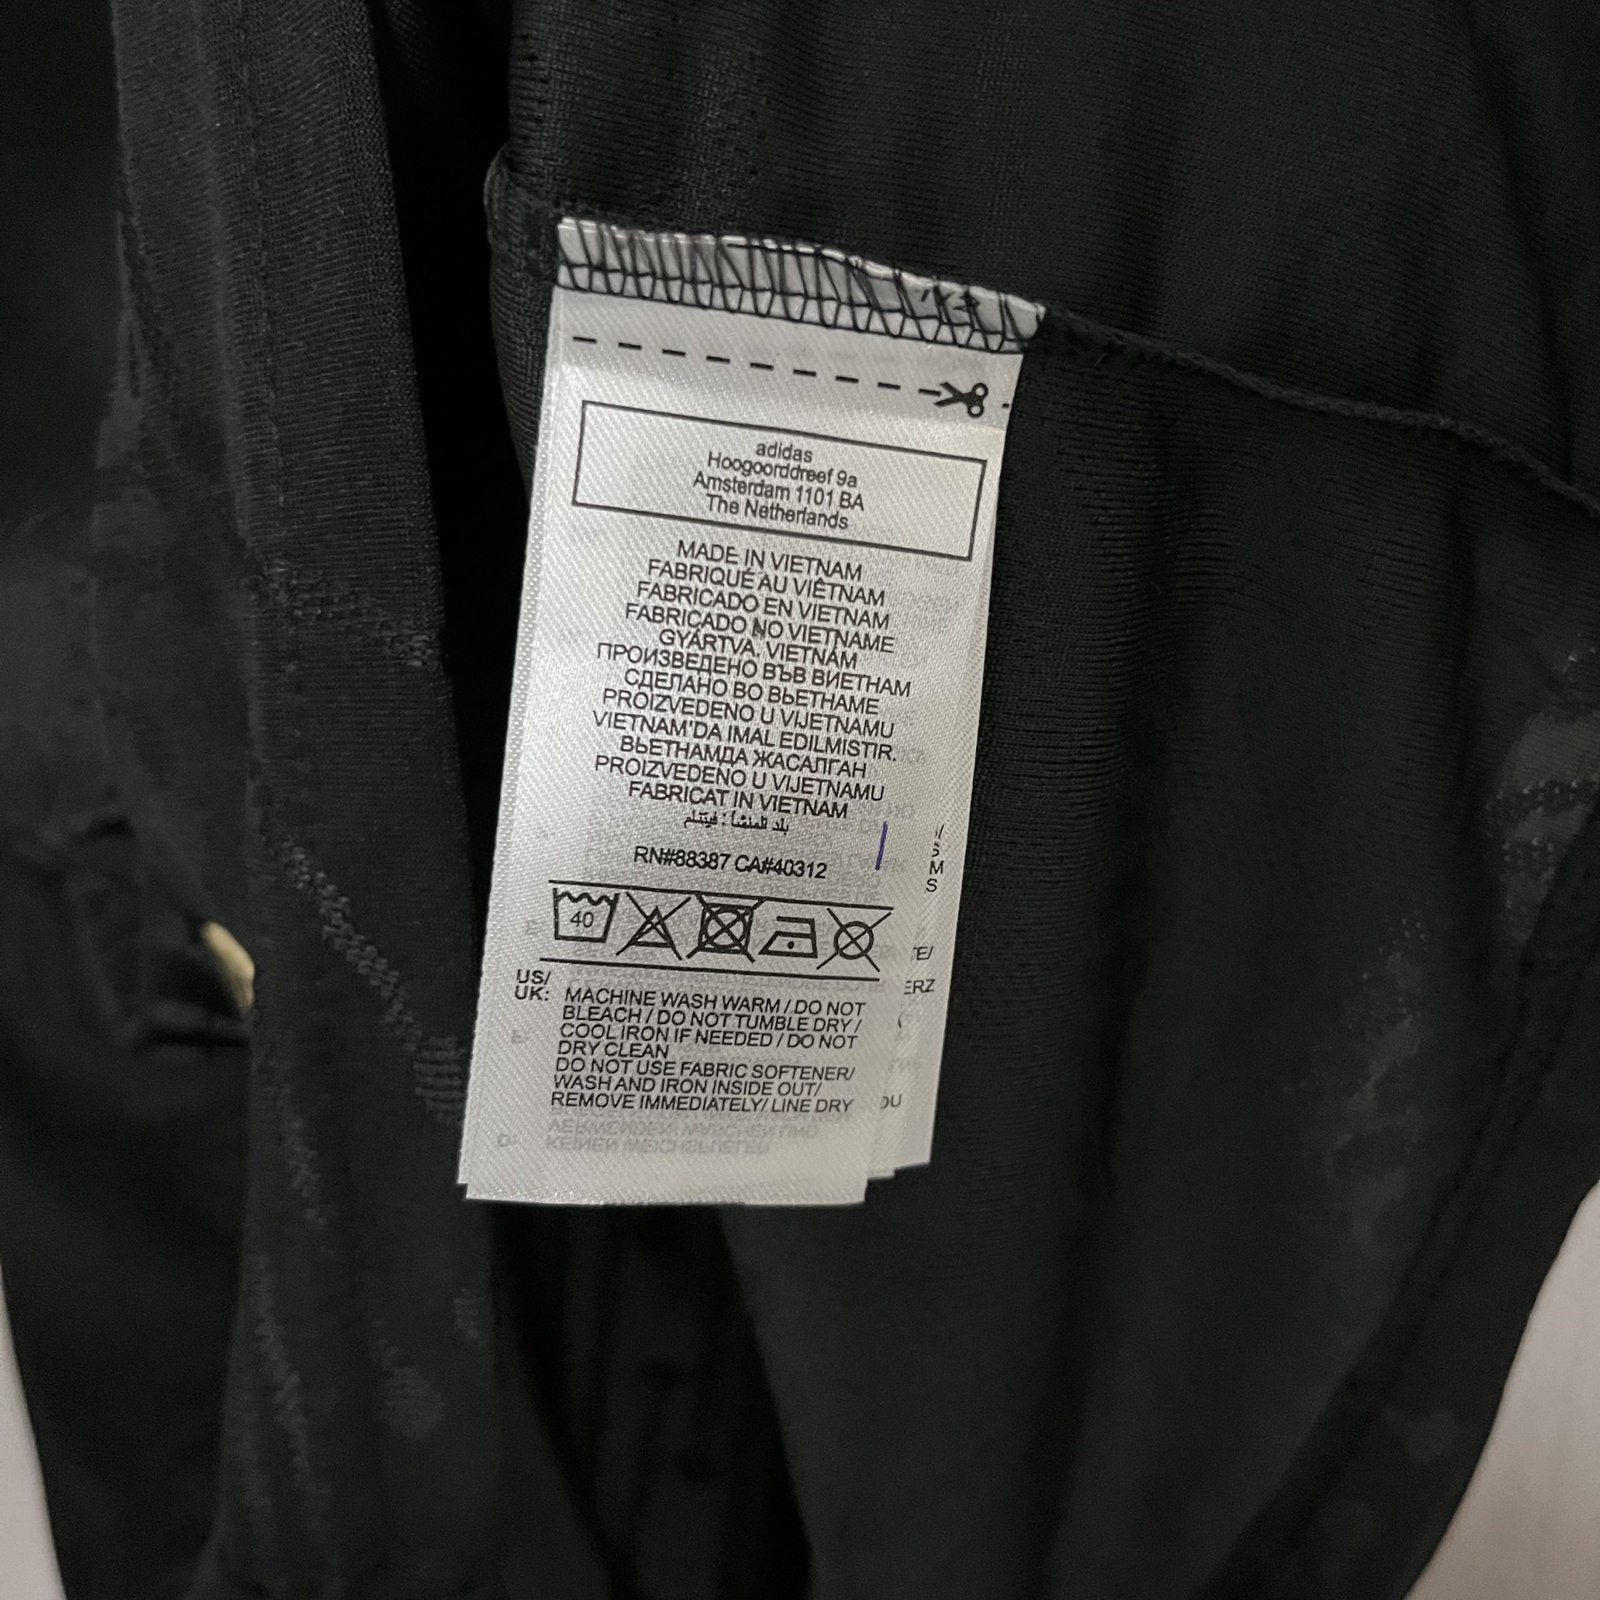 adidas
Hoogoorddreef 9a
Amsterdam 1101 BA
The Netherlands
MADE IN VIETNAM
FABRIQUÉ AU VIÊTNAM
FABRICADO EN VIETNAM
FABRICADO NO VIETNAME
GYÁRTVA. VIETNÁM
ПРОИЗВЕДЕНО ВЪВ ВИЕТНАМ
СДЕЛАНО ВО ВЬЕТНАМЕ
PROIZVEDENO U VIJETNAMU
VIETNAM'DA IMAL EDILMISTIR.
ВЬЕТНАМДА ЖАСАЛҒАН
PROIZVEDENO U VIJETNAMU
FABRICAT IN VIETNAM
بلد المنشأ: فيتنام
RN#88387 CA#40312
40
US/
UK: MACHINE WASH WARM / DO NOT
BLEACH / DO NOT TUMBLE DRY /
COOL IRON IF NEEDED / DO NOT
DRY CLEAN
DO NOT USE FABRIC SOFTENER/
WASH AND IRON INSIDE OUT/
REMOVE IMMEDIATELY/ LINE DRY